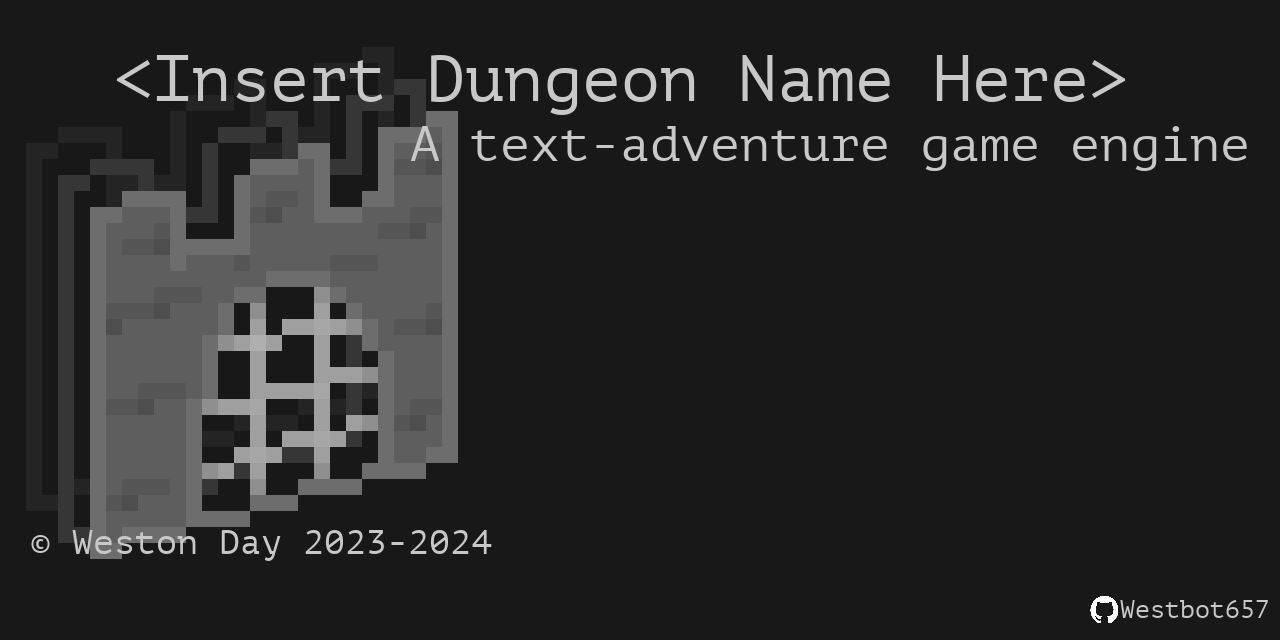 <Insert Dungeon Name Here>
A text-adventure game engine
© Weston Day 2023-2024
Westbot657